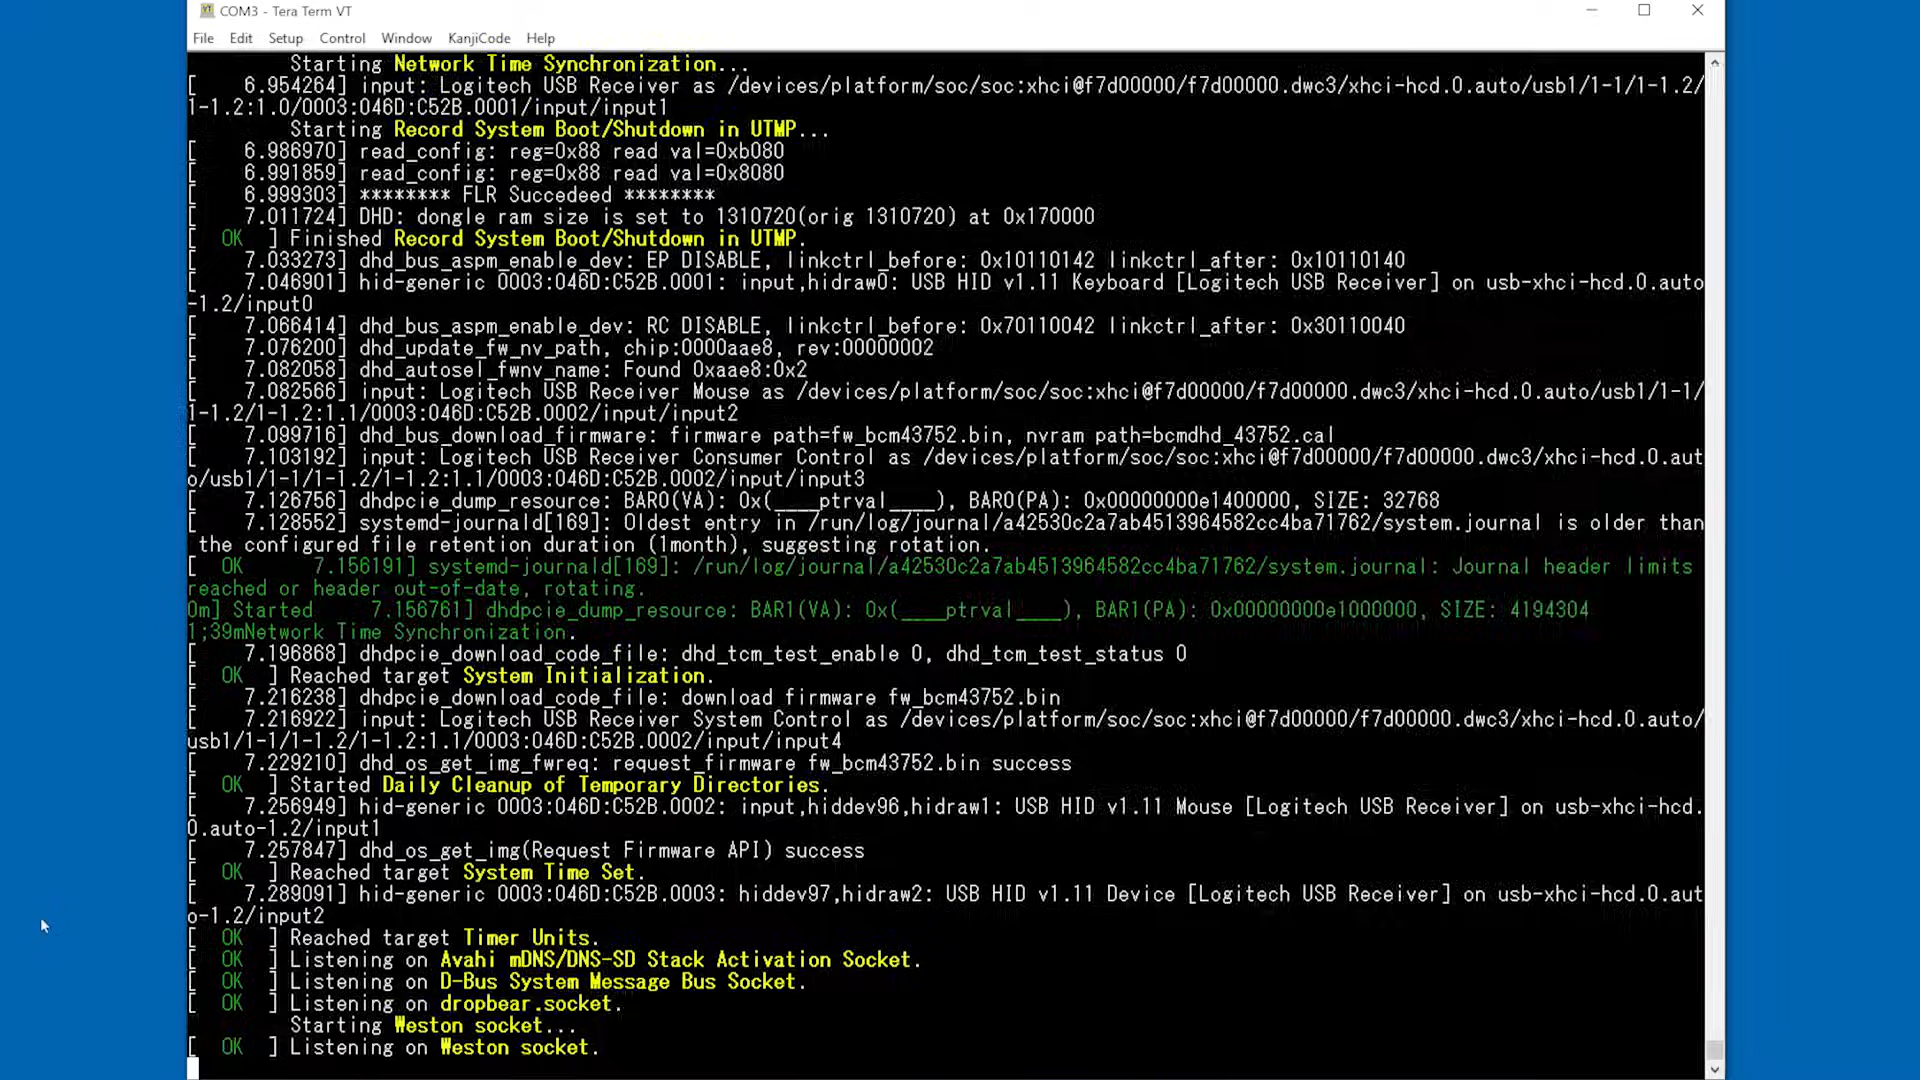 COM3 - Tera Term VT
File Edit Setup Control Window KanjiCode Help
Starting Network Time Synchronization...
[ 6.954264] input: Logitech USB Receiver as /devices/platform/soc/soc:xhci@f7d00000/f7d00000.dwc3/xhci-hcd.0.auto/usb1/1-1/1-1.2/
1-1.2:1.0/0003:046D:C52B.0001/input/input1
Starting Record System Boot/Shutdown in UTMP...
[ 6.986970] read_config: reg=0x88 read val=0xb080
[ 6.991859] read_config: reg=0x88 read val=0x8080
[ 6.999303] ******** FLR Succedeed ********
[ 7.011724] DHD: dongle ram size is set to 1310720(orig 1310720) at 0x170000
[ OK ] Finished Record System Boot/Shutdown in UTMP.
[ 7.033273] dhd_bus_aspm_enable_dev: EP DISABLE, linkctrl_before: 0x10110142 linkctrl_after: 0x10110140
[ 7.046901] hid-generic 0003:046D:C52B.0001: input,hidraw0: USB HID v1.11 Keyboard [Logitech USB Receiver] on usb-xhci-hcd.0.auto
-1.2/input0
[ 7.066414] dhd_bus_aspm_enable_dev: RC DISABLE, linkctrl_before: 0x70110042 linkctrl_after: 0x30110040
[ 7.076200] dhd_update_fw_nv_path, chip:0000aae8, rev:00000002
[ 7.082058] dhd_autosel_fwnv_name: Found 0xaae8:0x2
[ 7.082566] input: Logitech USB Receiver Mouse as /devices/platform/soc/soc:xhci@f7d00000/f7d00000.dwc3/xhci-hcd.0.auto/usb1/1-1/
1-1.2/1-1.2:1.1/0003:046D:C52B.0002/input/input2
[ 7.099716] dhd_bus_download_firmware: firmware path=fw_bcm43752.bin, nvram path=bcmdhd_43752.cal
[ 7.103192] input: Logitech USB Receiver Consumer Control as /devices/platform/soc/soc:xhci@f7d00000/f7d00000.dwc3/xhci-hcd.0.aut
o/usb1/1-1/1-1.2/1-1.2:1.1/0003:046D:C52B.0002/input/input3
[ 7.126756] dhdpcie_dump_resource: BAR0(VA): 0x(____ptrval____), BAR0(PA): 0x00000000e1400000, SIZE: 32768
[ 7.128552] systemd-journald[169]: Oldest entry in /run/log/journal/a42530c2a7ab4513964582cc4ba71762/system.journal is older than
the configured file retention duration (1month), suggesting rotation.
[ OK 7.156191] systemd-journald[169]: /run/log/journal/a42530c2a7ab4513964582cc4ba71762/system.journal: Journal header limits
reached or header out-of-date, rotating.
0m] Started 7.156761] dhdpcie_dump_resource: BAR1(VA): 0x(____ptrval____), BAR1(PA): 0x00000000e1000000, SIZE: 4194304
1;39mNetwork Time Synchronization.
[ 7.196868] dhdpcie_download_code_file: dhd_tcm_test_enable 0, dhd_tcm_test_status 0
[ OK ] Reached target System Initialization.
[ 7.216238] dhdpcie_download_code_file: download firmware fw_bcm43752.bin
[ 7.216922] input: Logitech USB Receiver System Control as /devices/platform/soc/soc:xhci@f7d00000/f7d00000.dwc3/xhci-hcd.0.auto/
usb1/1-1/1-1.2/1-1.2:1.1/0003:046D:C52B.0002/input/input4
[ 7.229210] dhd_os_get_img_fwreq: request_firmware fw_bcm43752.bin success
[ OK ] Started Daily Cleanup of Temporary Directories.
[ 7.256949] hid-generic 0003:046D:C52B.0002: input,hiddev96,hidraw1: USB HID v1.11 Mouse [Logitech USB Receiver] on usb-xhci-hcd.
0.auto-1.2/input1
[ 7.257847] dhd_os_get_img(Request Firmware API) success
[ OK ] Reached target System Time Set.
[ 7.289091] hid-generic 0003:046D:C52B.0003: hiddev97,hidraw2: USB HID v1.11 Device [Logitech USB Receiver] on usb-xhci-hcd.0.aut
o-1.2/input2
[ OK ] Reached target Timer Units.
[ OK ] Listening on Avahi mDNS/DNS-SD Stack Activation Socket.
[ OK ] Listening on D-Bus System Message Bus Socket.
[ OK ] Listening on dropbear.socket.
Starting Weston socket...
[ OK ] Listening on Weston socket.